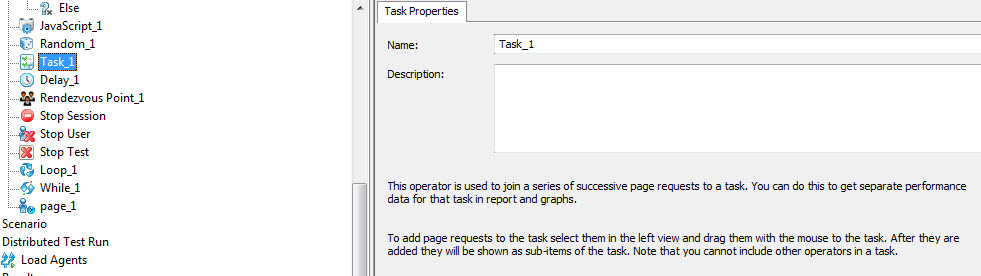 Else
JavaScript_1
Random_1
Task_1
Delay_1
Rendezvous Point_1
Stop Session
Stop User
Stop Test
Loop_1
While_1
page_1
Scenario
Distributed Test Run
Load Agents
Task Properties
Name:
Task_1
Description:
This operator is used to join a series of successive page requests to a task. You can do this to get separate performance
data for that task in report and graphs.
To add page requests to the task select them in the left view and drag them with the mouse to the task. After they are
added they will be shown as sub-items of the task. Note that you cannot include other operators in a task.